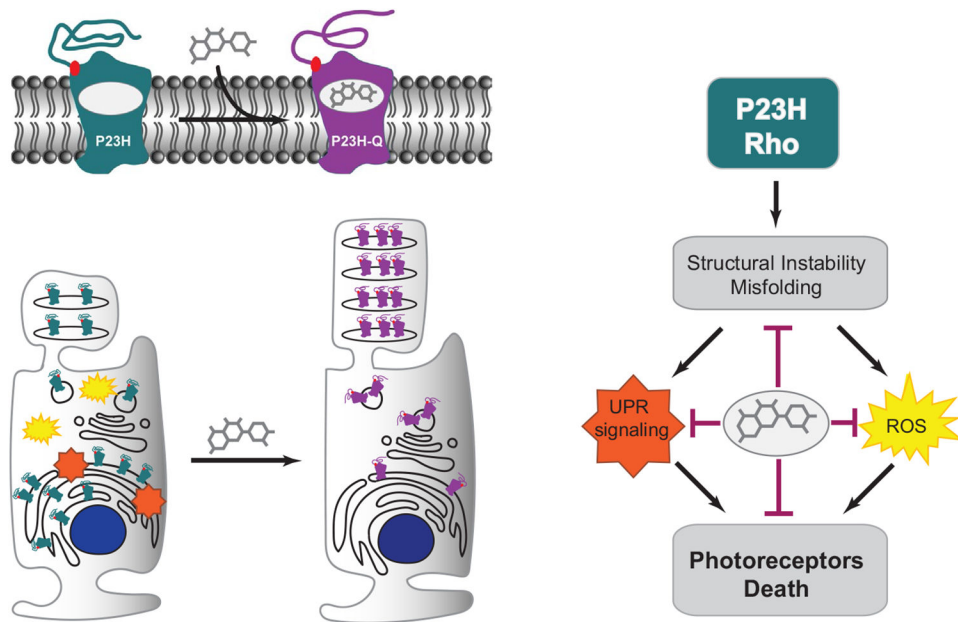 P23H
P23H-Q
P23H
Rho
Structural Instability
Misfolding
UPR
signaling
ROS
Photoreceptors
Death